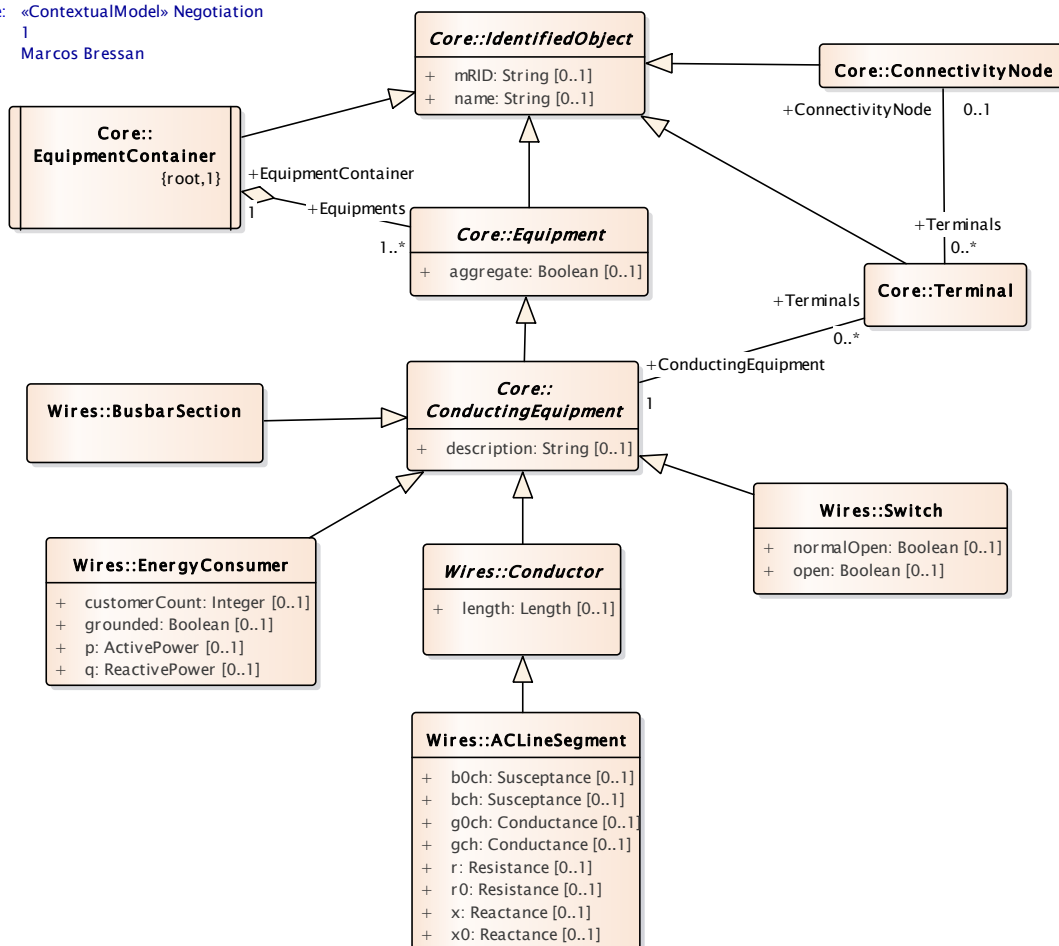 e: «ContextualModel» Negotiation
1
Marcos Bressan
Core::IdentifiedObject
+ mRID: String [0..1]
+ name: String [0..1]
Core::ConnectivityNode
+ConnectivityNode 0..1
Core::
EquipmentContainer
{root,1}
+EquipmentContainer
1
+Equipments
1..*
Core::Equipment
+ aggregate: Boolean [0..1]
+Terminals
0..*
Core::Terminal
+Terminals
0..*
+ConductingEquipment
1
Core::
ConductingEquipment
+ description: String [0..1]
Wires::BusbarSection
Wires::Switch
+ normalOpen: Boolean [0..1]
+ open: Boolean [0..1]
Wires::EnergyConsumer
+ customerCount: Integer [0..1]
+ grounded: Boolean [0..1]
+ p: ActivePower [0..1]
+ q: ReactivePower [0..1]
Wires::Conductor
+ length: Length [0..1]
Wires::ACLineSegment
+ b0ch: Susceptance [0..1]
+ bch: Susceptance [0..1]
+ g0ch: Conductance [0..1]
+ gch: Conductance [0..1]
+ r: Resistance [0..1]
+ r0: Resistance [0..1]
+ x: Reactance [0..1]
+ x0: Reactance [0..1]